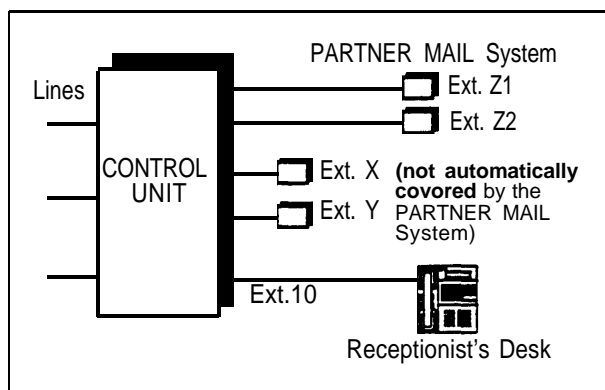 PARTNER MAIL System
Lines
Ext. Z1
Ext. Z2
CONTROL
UNIT
Ext. X (not automatically
covored by the
Ext. Y PARTNER MAIL
System)
Ext.10
Receptionist's Desk